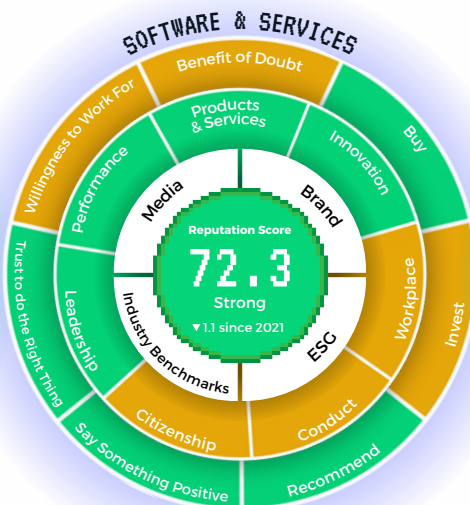 SOFTWARE & SERVICES
Benefit of Doubt
Buy
Invest
Recommend
Say Something Positive
Trust to do the Right Thing
Willingness to Work For
Products
& Services
Innovation
Workplace
Conduct
Citizenship
Leadership
Performance
Media
Brand
ESG
Industry Benchmarks
Reputation Score
72.3
Strong
▼1.1 since 2021